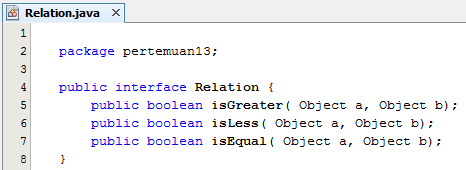 Relation.java
1
2 package pertemuan13;
3
4 public interface Relation {
5 public boolean isGreater( Object a, Object b);
6 public boolean isLess( Object a, Object b);
7 public boolean isEqual( Object a, Object b);
8 }